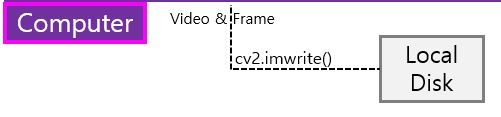 Computer
Video & Frame
cv2.imwrite()
Local
Disk